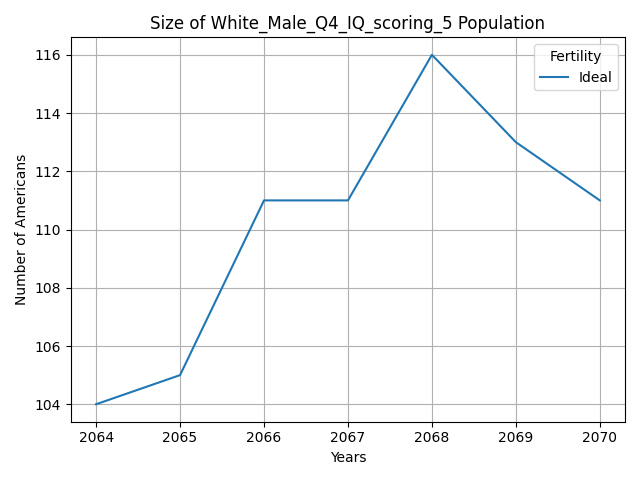 Size of White_Male_Q4_IQ_scoring_5 Population
Fertility
Ideal
Number of Americans
116
114
112
110
108
106
104
2064 2065 2066 2067 2068 2069 2070
Years